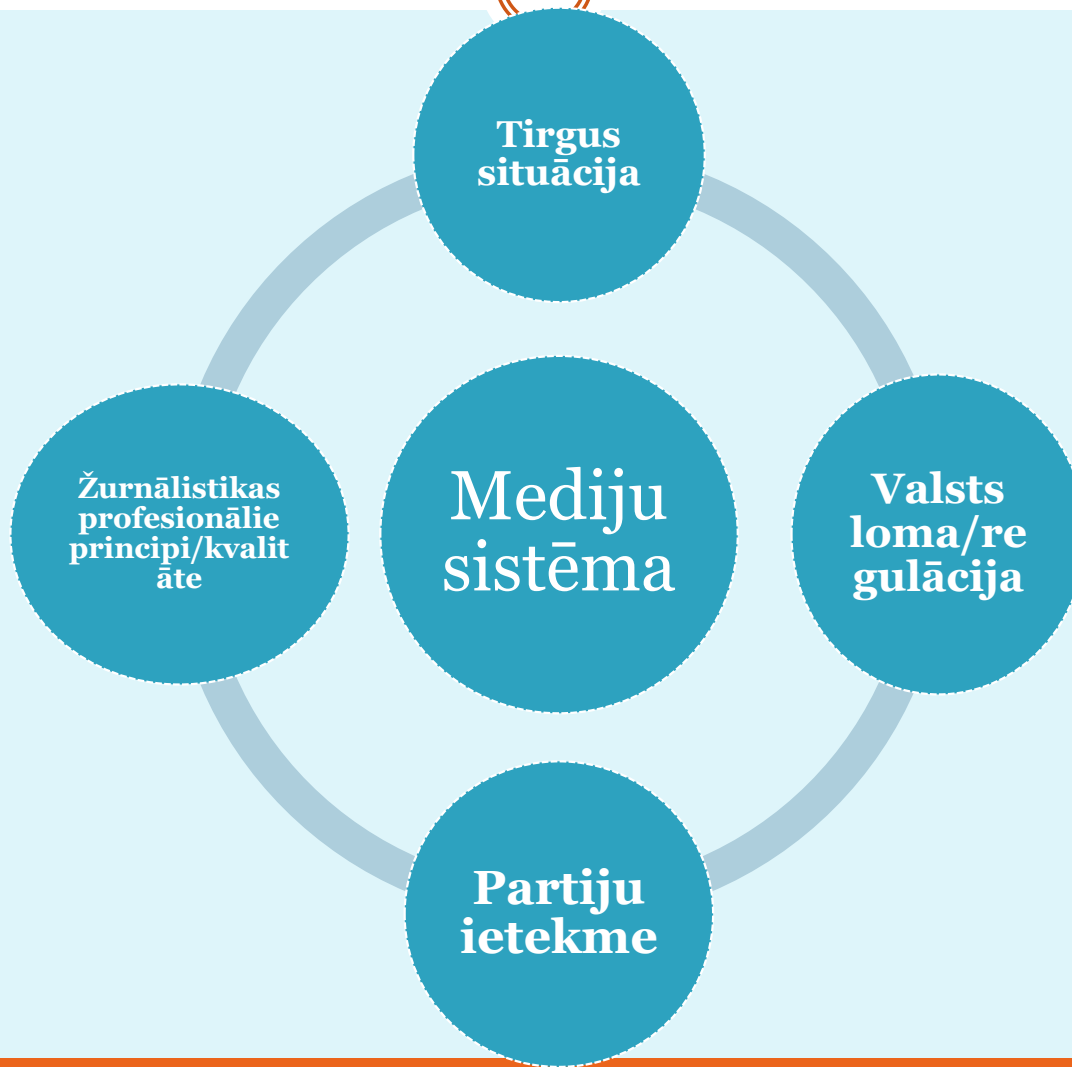 Tirgus
situācija
Žurnālistikas
profesionālie
principi/kvalit
āte
Mediju
sistēma
Valsts
loma/re
gulācija
Partiju
ietekme